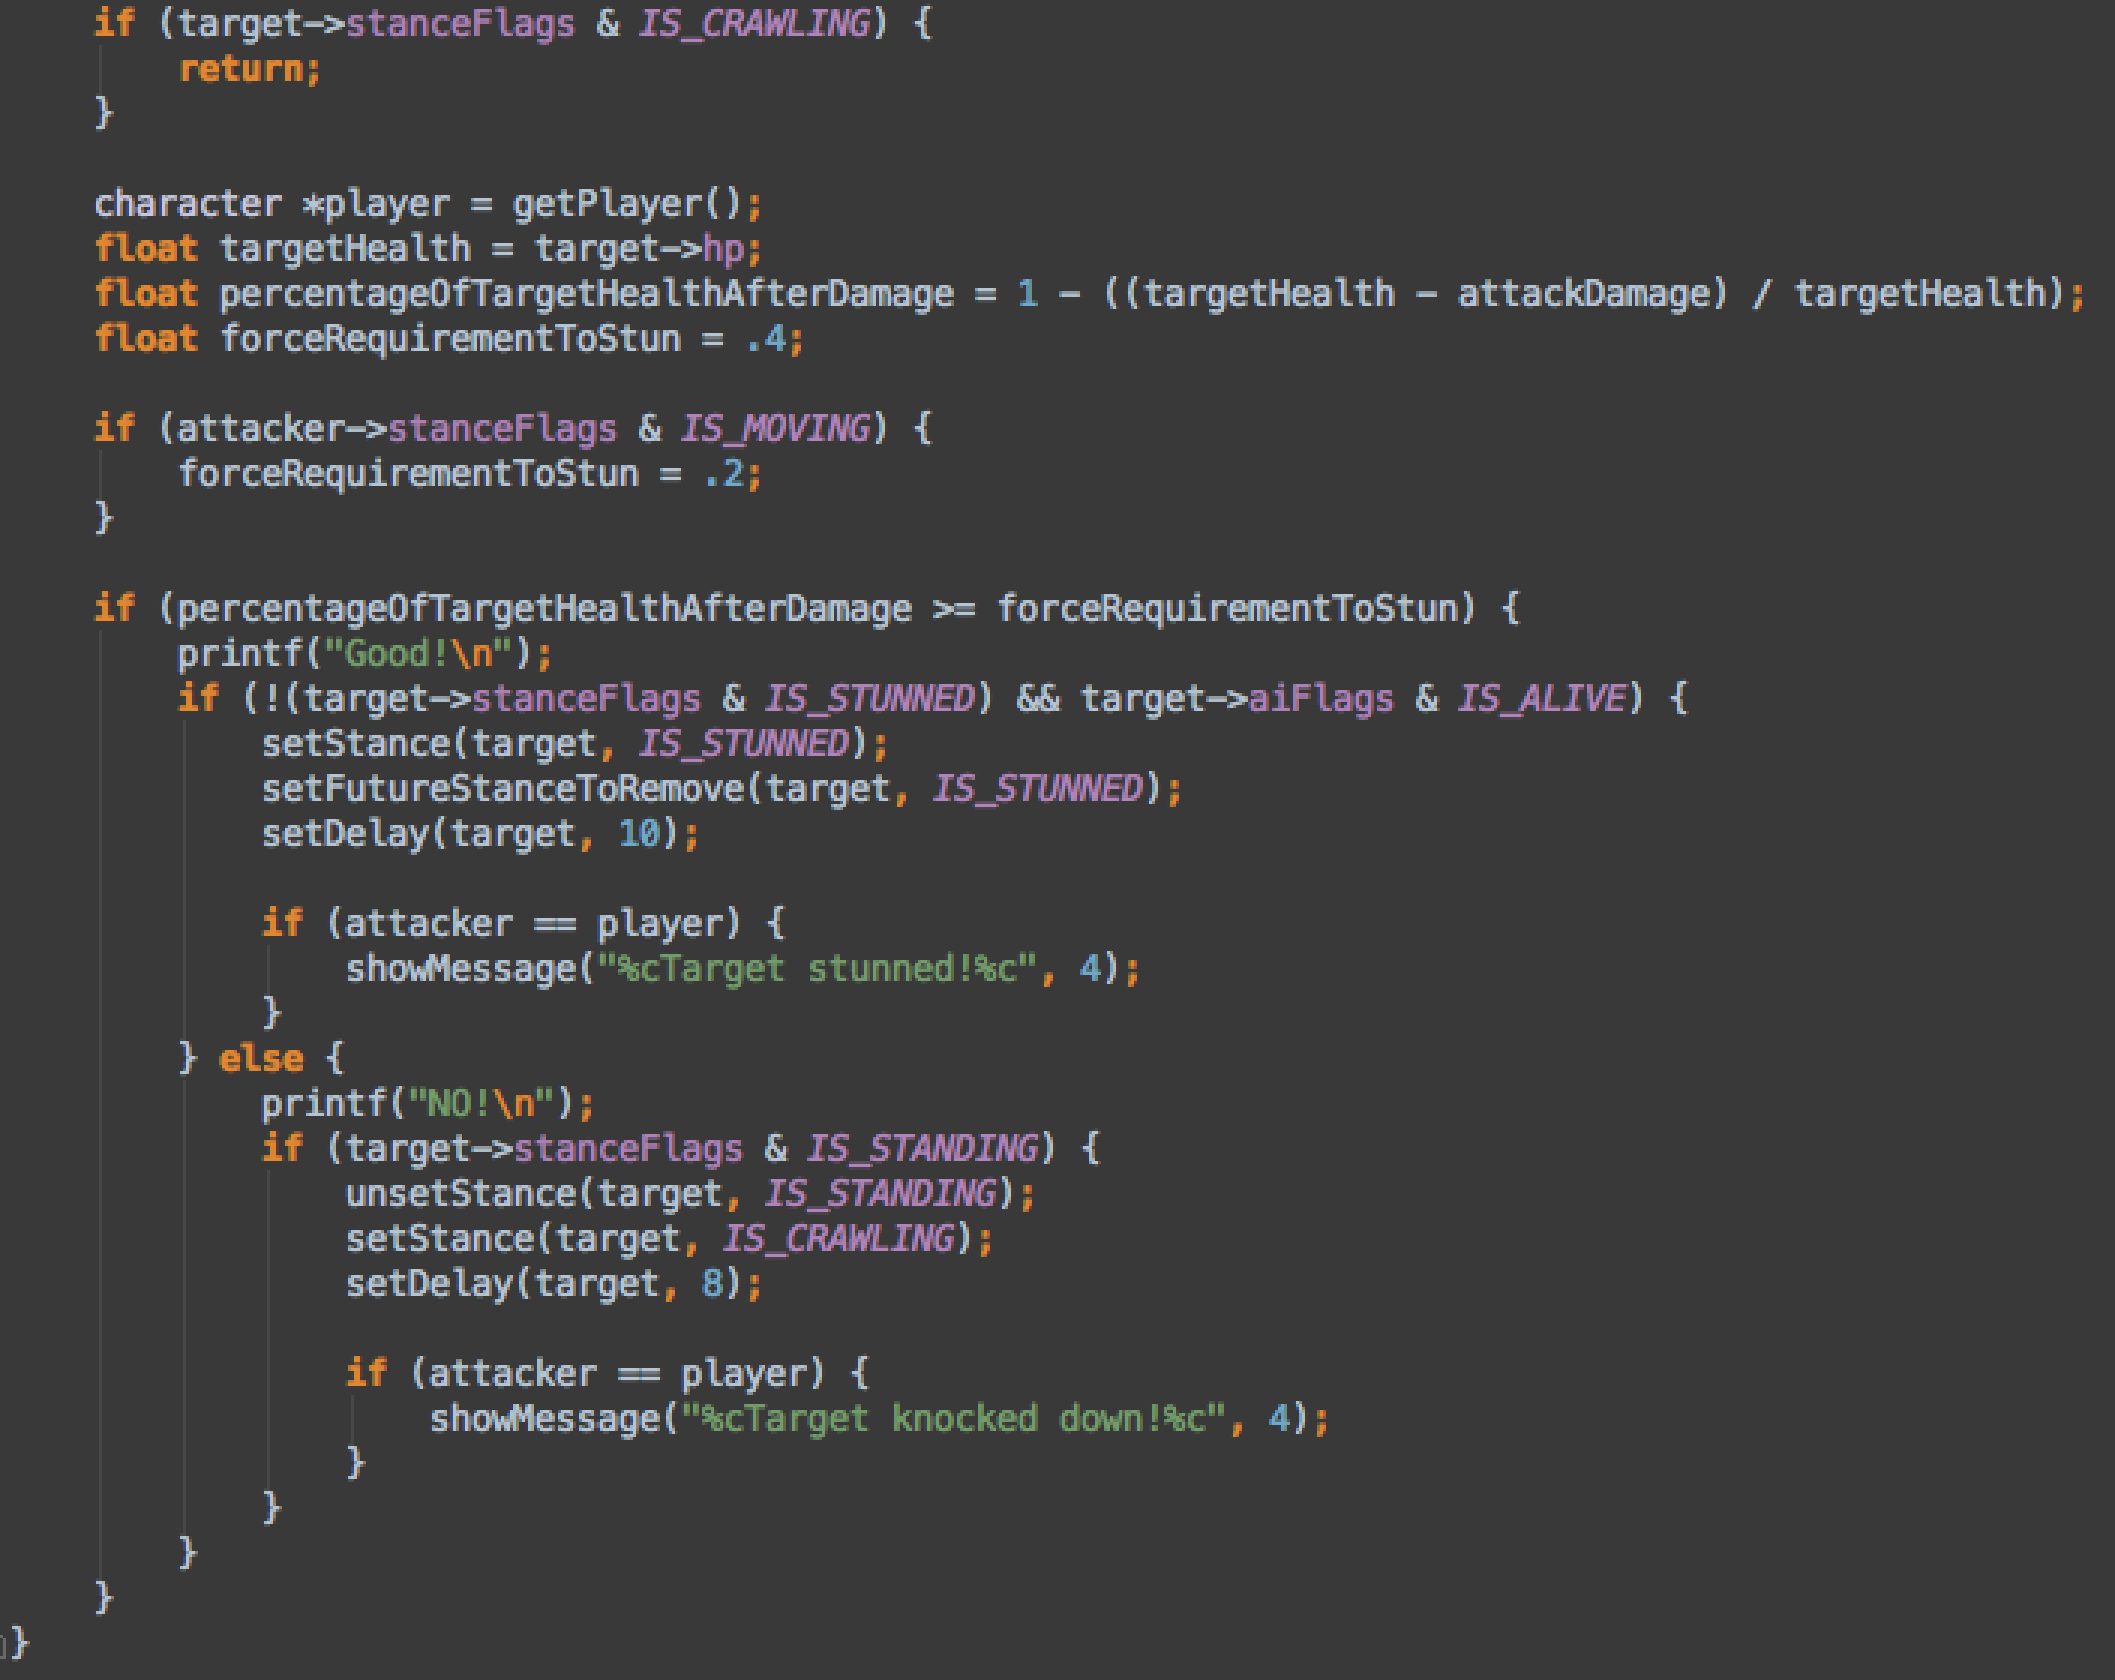 if (target->stanceFlags & IS_CRAWLING) {
return;
}
character *player = getPlayer();
float targetHealth = target->hp;
float percentageOfTargetHealthAfterDamage = 1 - ((targetHealth - attackDamage) / targetHealth);
float forceRequirementToStun = .4;
if (attacker->stanceFlags & IS_MOVING) {
forceRequirementToStun = .2;
}
if (percentageOfTargetHealthAfterDamage >= forceRequirementToStun) {
printf("Good!\n");
if (!(target->stanceFlags & IS_STUNNED) && target->aiFlags & IS_ALIVE) {
setStance(target, IS_STUNNED);
setFutureStanceToRemove(target, IS_STUNNED);
setDelay(target, 10);
if (attacker == player) {
showMessage("%cTarget stunned!%c", 4);
}
} else {
printf("NO!\n");
if (target->stanceFlags & IS_STANDING) {
unsetStance(target, IS_STANDING);
setStance(target, IS_CRAWLING);
setDelay(target, 8);
if (attacker == player) {
showMessage("%cTarget knocked down!%c", 4);
}
}
}
}
}